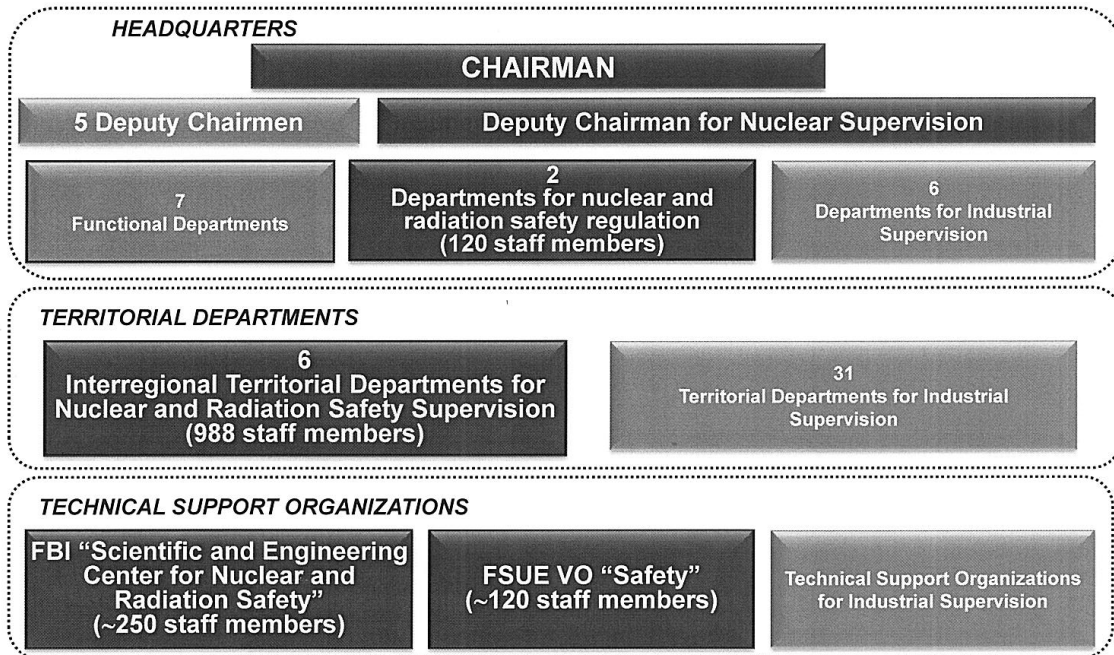 HEADQUARTERS
CHAIRMAN
5 Deputy Chairmen
Deputy Chairman for Nuclear Supervision
7
Functional Departments
2
Departments for nuclear and
radiation safety regulation
(120 staff members)
6
Departments for Industrial
Supervision
TERRITORIAL DEPARTMENTS
6
Interregional Territorial Departments for
Nuclear and Radiation Safety Supervision
(988 staff members)
31
Territorial Departments for Industrial
Supervision
TECHNICAL SUPPORT ORGANIZATIONS
FBI “Scientific and Engineering
Center for Nuclear and
Radiation Safety”
(~250 staff members)
FSUE VO “Safety”
(~120 staff members)
Technical Support Organizations
for Industrial Supervision